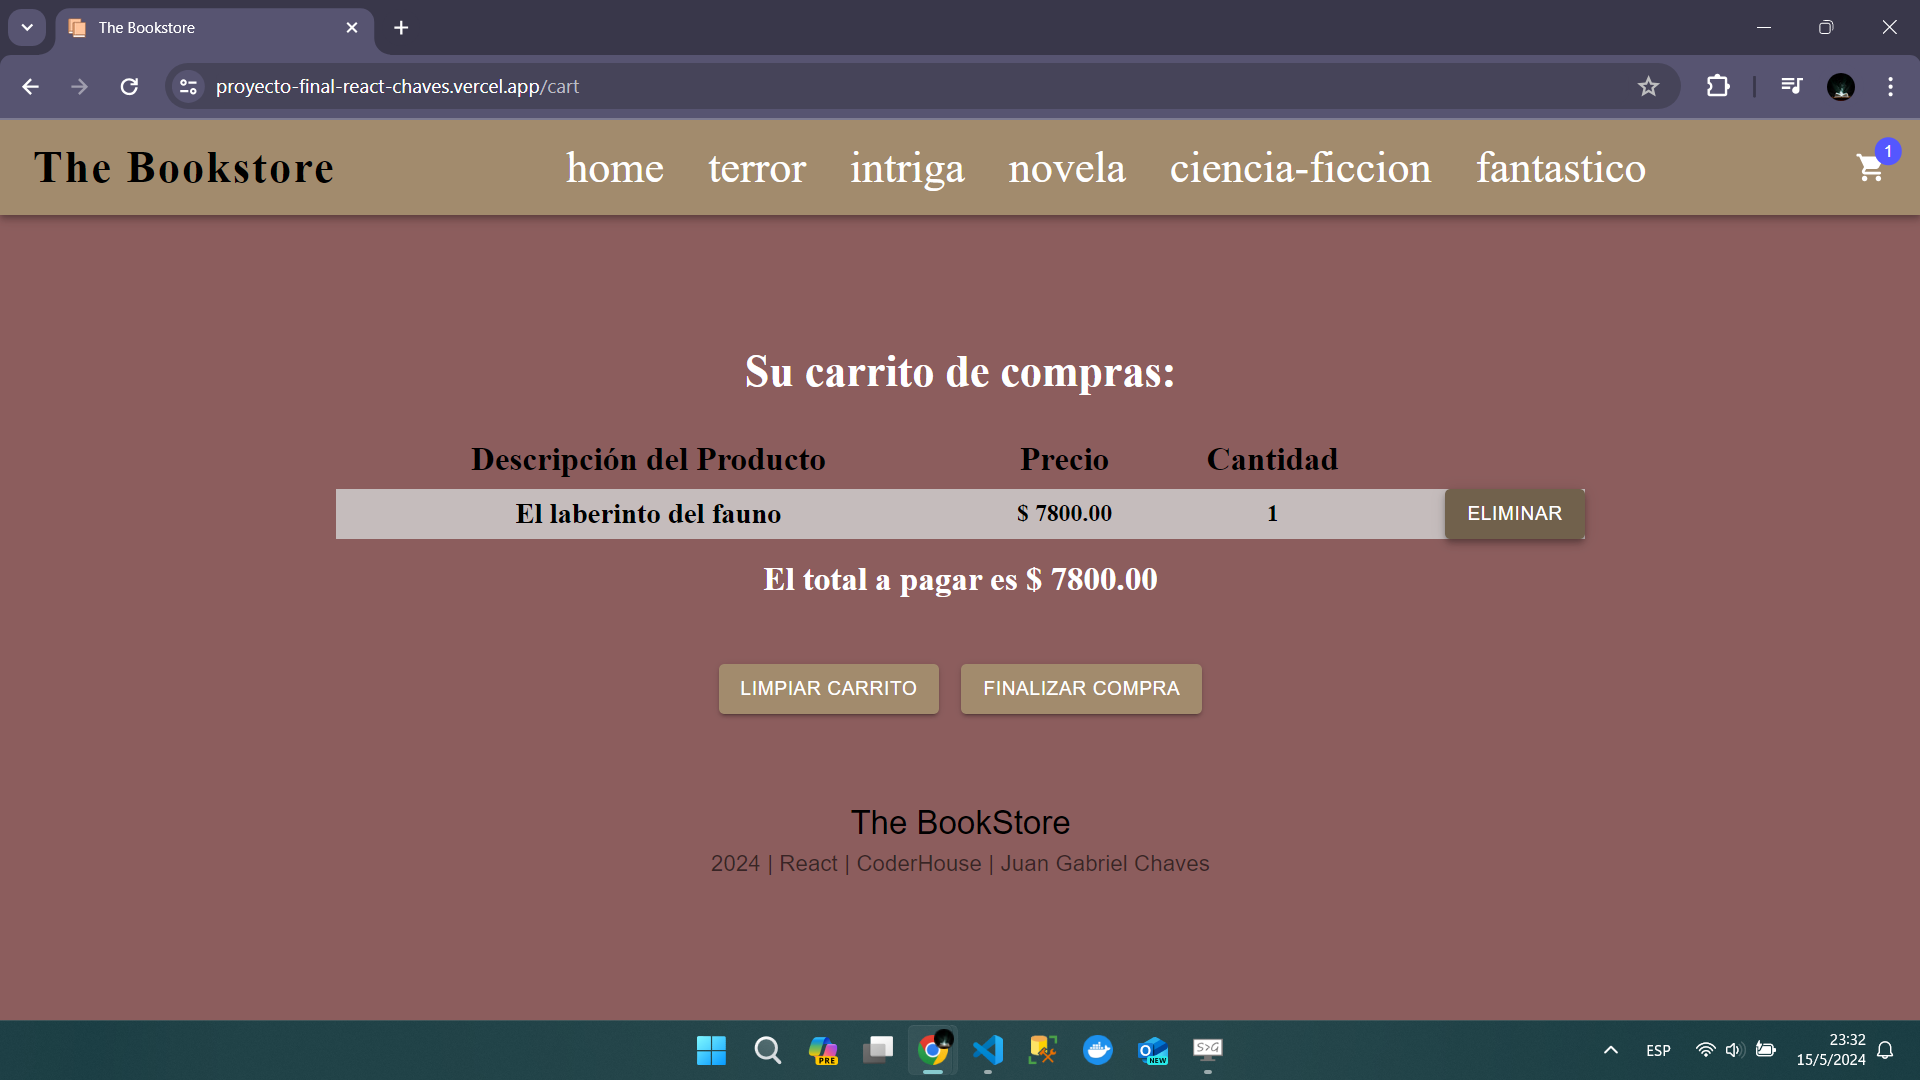 The Bookstore
proyecto-final-react-chaves.vercel.app/cart
The Bookstore home terror intriga novela ciencia-ficcion fantastico 1
Su carrito de compras:
Descripción del Producto Precio Cantidad
El laberinto del fauno $ 7800.00 1 ELIMINAR
El total a pagar es $ 7800.00
LIMPIAR CARRITO FINALIZAR COMPRA
The BookStore
2024 | React | CoderHouse | Juan Gabriel Chaves
PRE
NEW
S>G
ESP
23:32
15/5/2024